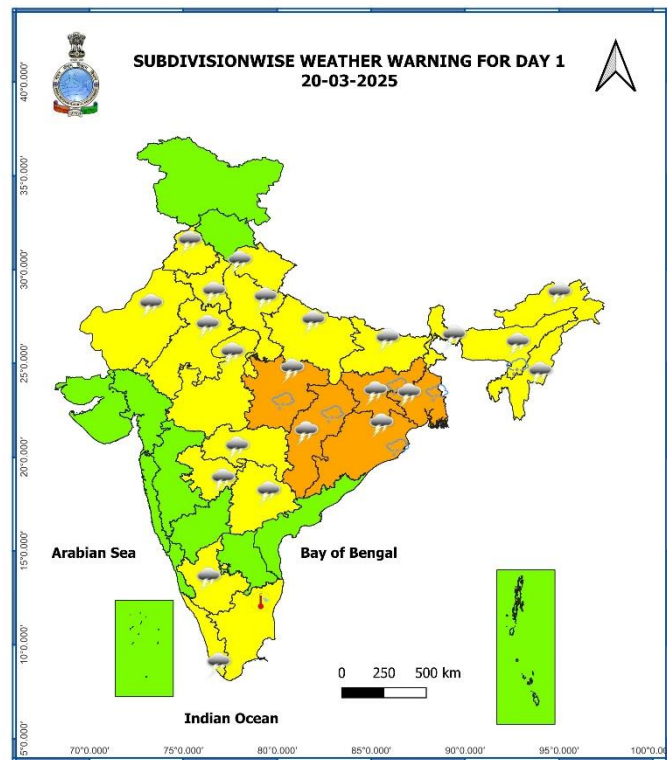 SUBDIVISIONWISE WEATHER WARNING FOR DAY 1
20-03-2025
40°0.000'
35°0.000'
30°0.000'
25°0.000'
20°0.000'
15°0.000'
10°0.000'
5°0.000'
Arabian Sea
Bay of Bengal
0 250 500 km
Indian Ocean
70°0.000' 75°0.000' 80°0.000' 85°0.000' 90°0.000' 95°0.000' 100°0.0